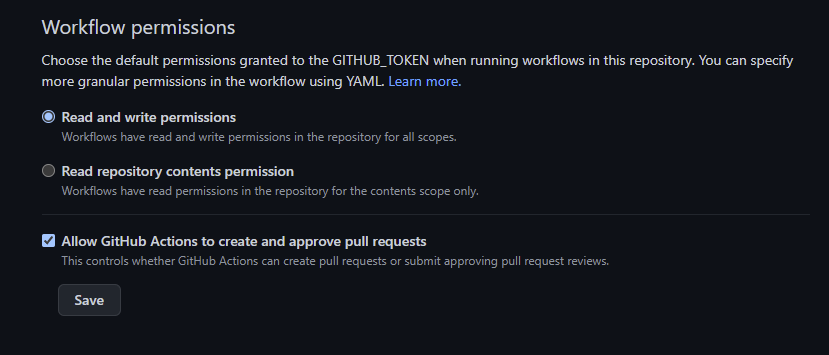 Workflow permissions
Choose the default permissions granted to the GITHUB_TOKEN when running workflows in this repository. You can specify
more granular permissions in the workflow using YAML. Learn more.
Read and write permissions
Workflows have read and write permissions in the repository for all scopes.
Read repository contents permission
Workflows have read permissions in the repository for the contents scope only.
Allow GitHub Actions to create and approve pull requests
This controls whether GitHub Actions can create pull requests or submit approving pull request reviews.
Save